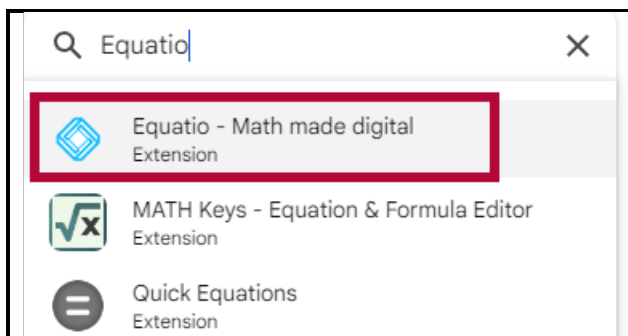 Equatio
Equatio - Math made digital
Extension
MATH Keys - Equation & Formula Editor
Extension
Quick Equations
Extension